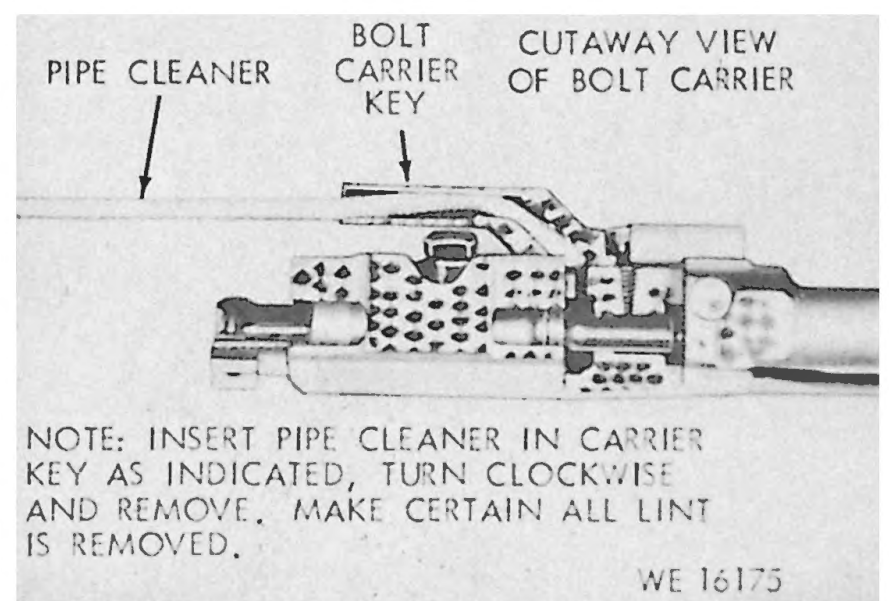 PIPE CLEANER
BOLT
CARRIER
KEY
CUTAWAY VIEW
OF BOLT CARRIER
NOTE: INSERT PIPE CLEANER IN CARRIER
KEY AS INDICATED, TURN CLOCKWISE
AND REMOVE. MAKE CERTAIN ALL LINT
IS REMOVED.
WE 16175